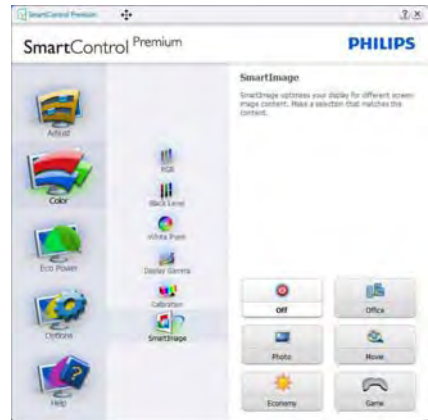 SmartControl Premium
SmartControl Premium
PHILIPS
SmartImage
SmartImage optimizes your display for different screen
image content. Make a selection that matches the
content.
Adjust
Color
Eco Power
Options
Help
RGB
Black Level
White Point
Display Gamma
Calibration
SmartImage
Off
Office
Photo
Movie
Economy
Game